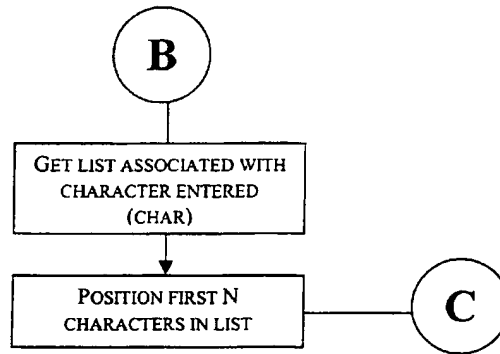 B
GET LIST ASSOCIATED WITH
CHARACTER ENTERED
(CHAR)
POSITION FIRST N
CHARACTERS IN LIST
C